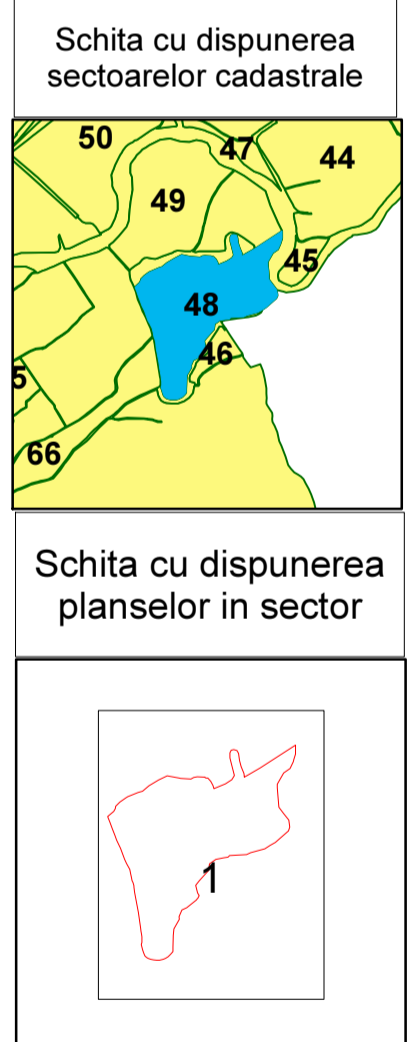 Schita cu dispunerea
sectoarelor cadastrale
50
47
44
49
45
48
46
5
66
Schita cu dispunerea
planselor in sector
1